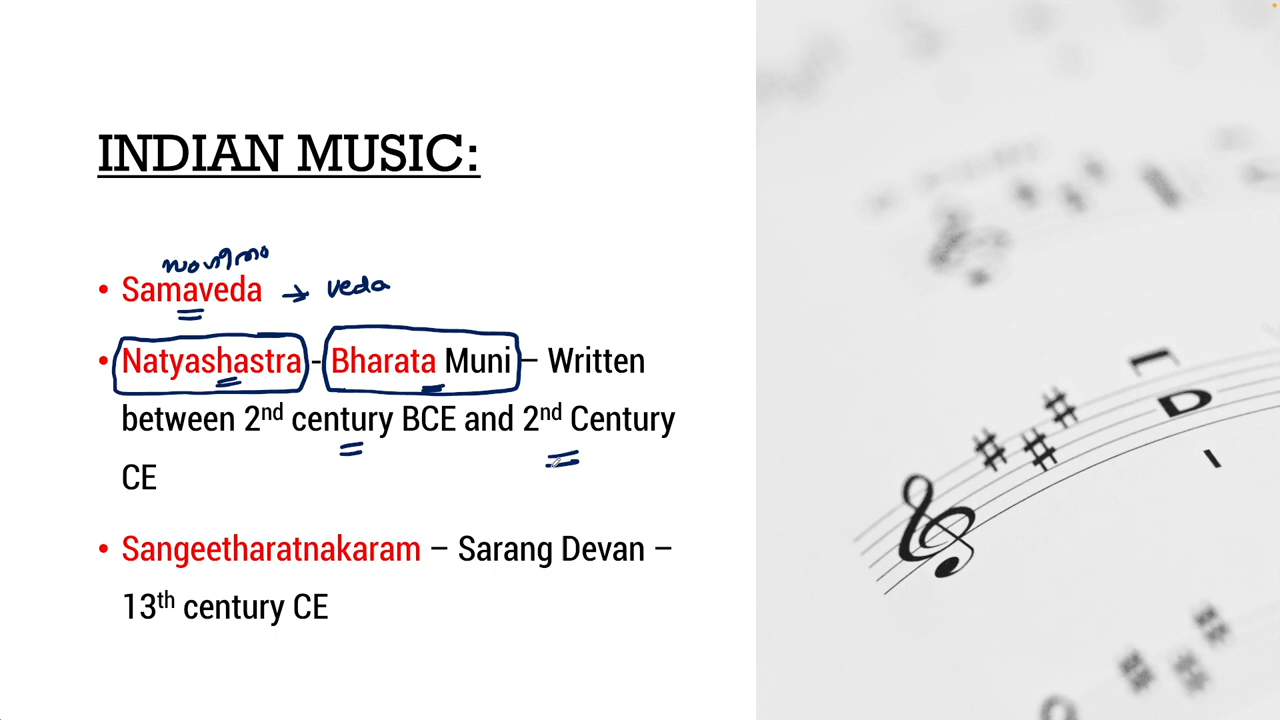 INDIAN MUSIC:
സംഗീതം
• Samaveda → veda
• Natyashastra - Bharata Muni – Written
between 2nd century BCE and 2nd Century
CE
• Sangeetharatnakaram – Sarang Devan –
13th century CE